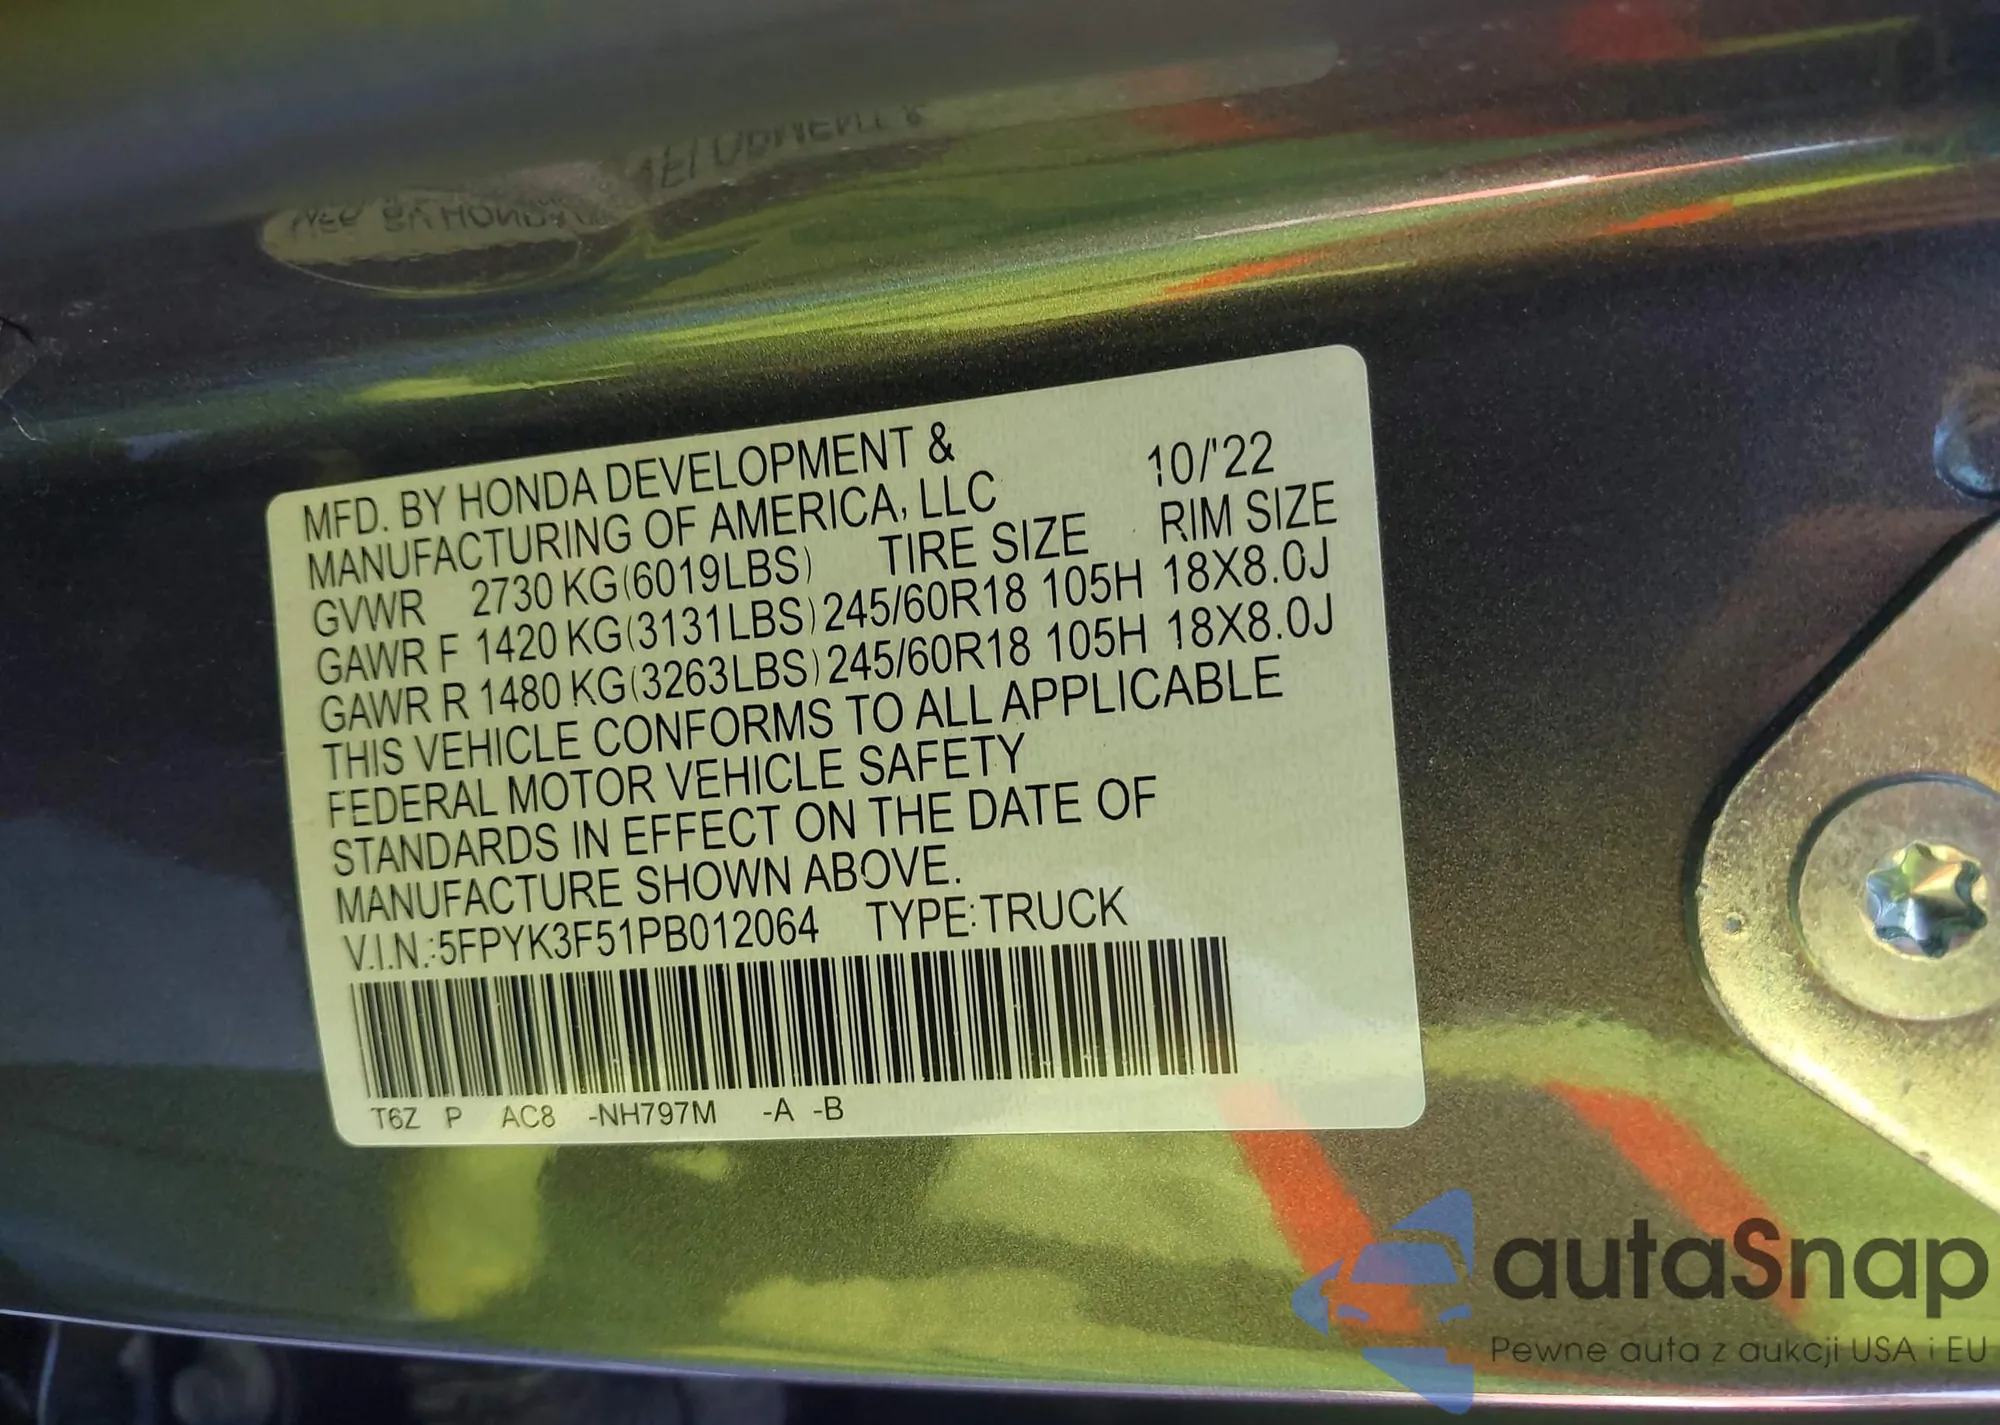 MFD. BY HONDA DEVELOPMENT &
MANUFACTURING OF AMERICA, LLC 10/'22
GVWR 2730 KG(6019LBS) TIRE SIZE RIM SIZE
GAWR F 1420 KG(3131LBS) 245/60R18 105H 18X8.0J
GAWR R 1480 KG(3263LBS) 245/60R18 105H 18X8.0J
THIS VEHICLE CONFORMS TO ALL APPLICABLE
FEDERAL MOTOR VEHICLE SAFETY
STANDARDS IN EFFECT ON THE DATE OF
MANUFACTURE SHOWN ABOVE.
V.I.N.:5FPYK3F51PB012064 TYPE:TRUCK
T6Z P AC8 -NH797M -A -B
autaSnap
Pewne auta z aukcji USA i EU